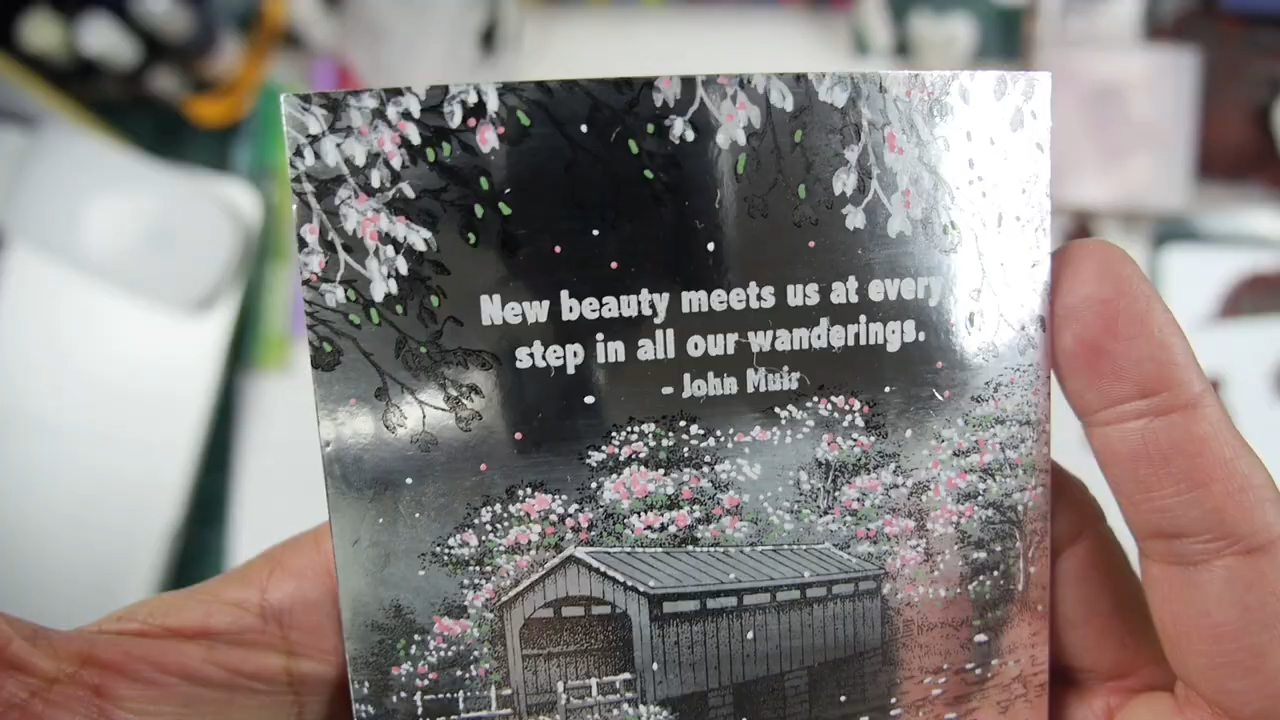 New beauty meets us at every
step in all our wanderings.
- John Muir